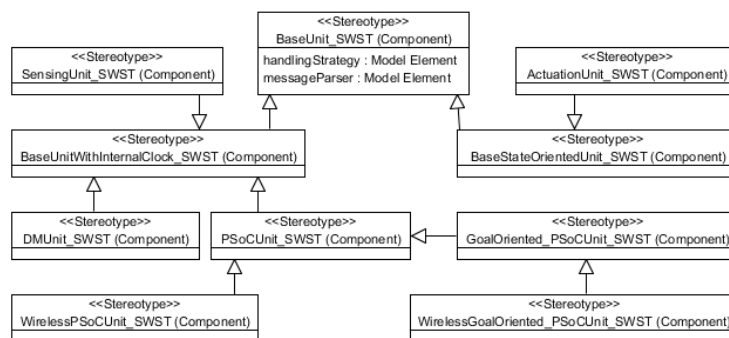 <<Stereotype>>
BaseUnit_SWST (Component)
handlingStrategy : Model Element
messageParser : Model Element
<<Stereotype>>
SensingUnit_SWST (Component)
<<Stereotype>>
ActuationUnit_SWST (Component)
<<Stereotype>>
BaseUnitWithInternalClock_SWST (Component)
<<Stereotype>>
BaseStateOrientedUnit_SWST (Component)
<<Stereotype>>
DMUnit_SWST (Component)
<<Stereotype>>
PSoCUnit_SWST (Component)
<<Stereotype>>
GoalOriented_PSoCUnit_SWST (Component)
<<Stereotype>>
WirelessPSoCUnit_SWST (Component)
<<Stereotype>>
WirelessGoalOriented_PSoCUnit_SWST (Component)